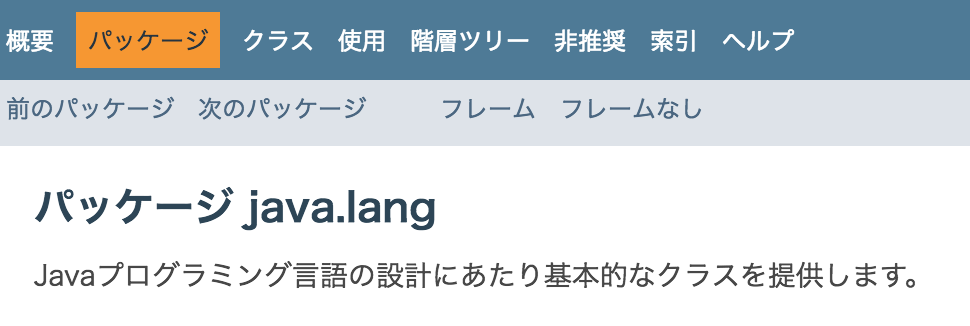 概要 パッケージ クラス 使用 階層ツリー 非推奨 索引 ヘルプ
前のパッケージ 次のパッケージ フレーム フレームなし
パッケージ java.lang
Javaプログラミング言語の設計にあたり基本的なクラスを提供します。